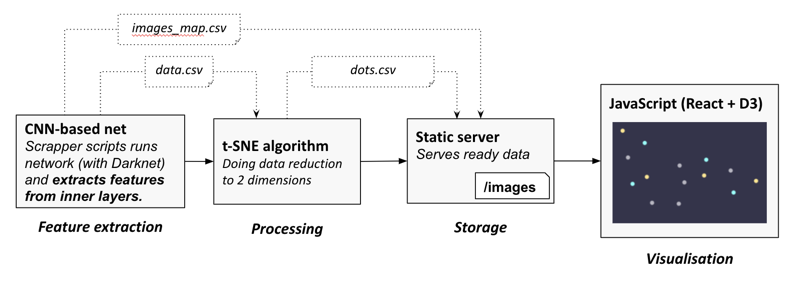 images_map.csv
data.csv
dots.csv
CNN-based net
Scrapper scripts runs
network (with Darknet)
and extracts features
from inner layers.
Feature extraction
t-SNE algorithm
Doing data reduction
to 2 dimensions
Processing
Static server
Serves ready data
/images
Storage
JavaScript (React + D3)
Visualisation